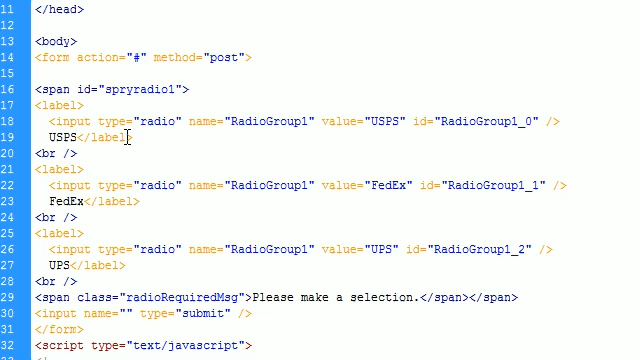 11 </head>
12
13 <body>
14 <form action="#" method="post">
15
16 <span id="spryradio1">
17 <label>
18 <input type="radio" name="RadioGroup1" value="USPS" id="RadioGroup1_0" />
19 USPS</label>
20 <br />
21 <label>
22 <input type="radio" name="RadioGroup1" value="FedEx" id="RadioGroup1_1" />
23 FedEx</label>
24 <br />
25 <label>
26 <input type="radio" name="RadioGroup1" value="UPS" id="RadioGroup1_2" />
27 UPS</label>
28 <br />
29 <span class="radioRequiredMsg">Please make a selection.</span></span>
30 <input name="" type="submit" />
31 </form>
32 <script type="text/javascript">